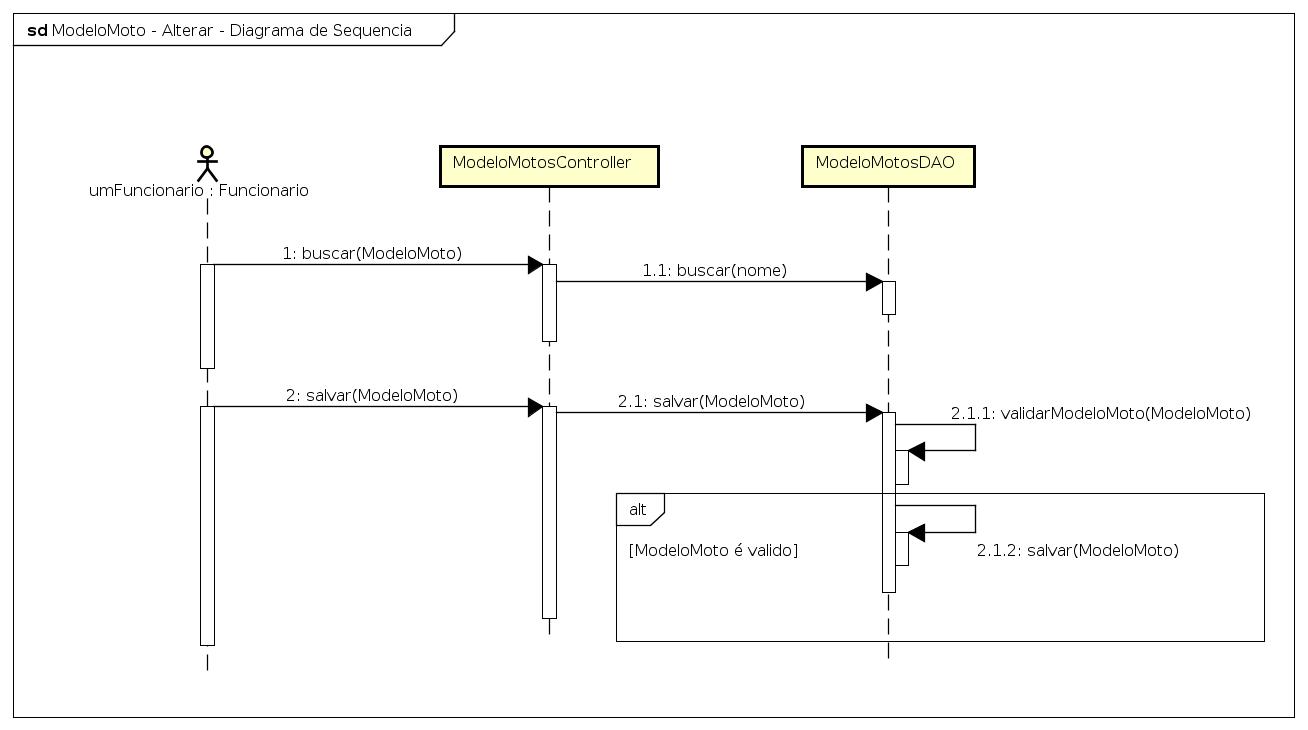 sd ModeloMoto - Alterar - Diagrama de Sequencia
umFuncionario : Funcionario
ModeloMotosController
ModeloMotosDAO
1: buscar(ModeloMoto)
1.1: buscar(nome)
2: salvar(ModeloMoto)
2.1: salvar(ModeloMoto)
2.1.1: validarModeloMoto(ModeloMoto)
alt
[ModeloMoto é valido]
2.1.2: salvar(ModeloMoto)